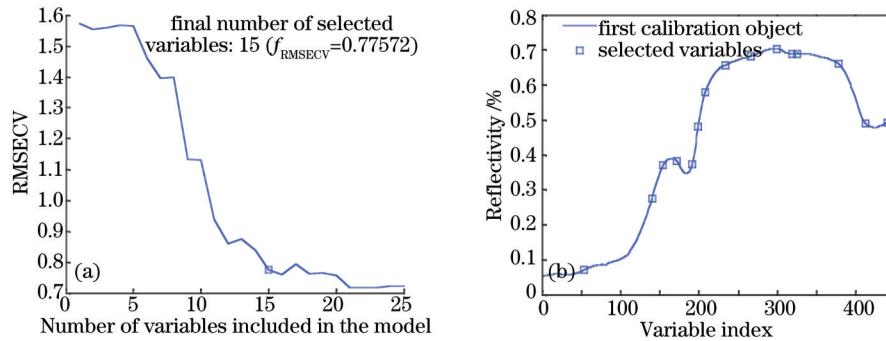 1.6
1.5
1.4
1.3
1.2
1.1
1.0
0.9
0.8
0.7
RMSECV
final number of selected
variables: 15 (fRMSECV=0.77572)
(a)
0 5 10 15 20 25
Number of variables included in the model
0.8
0.7
0.6
0.5
0.4
0.3
0.2
0.1
0
Reflectivity /%
first calibration object
selected variables
(b)
0 100 200 300 400
Variable index